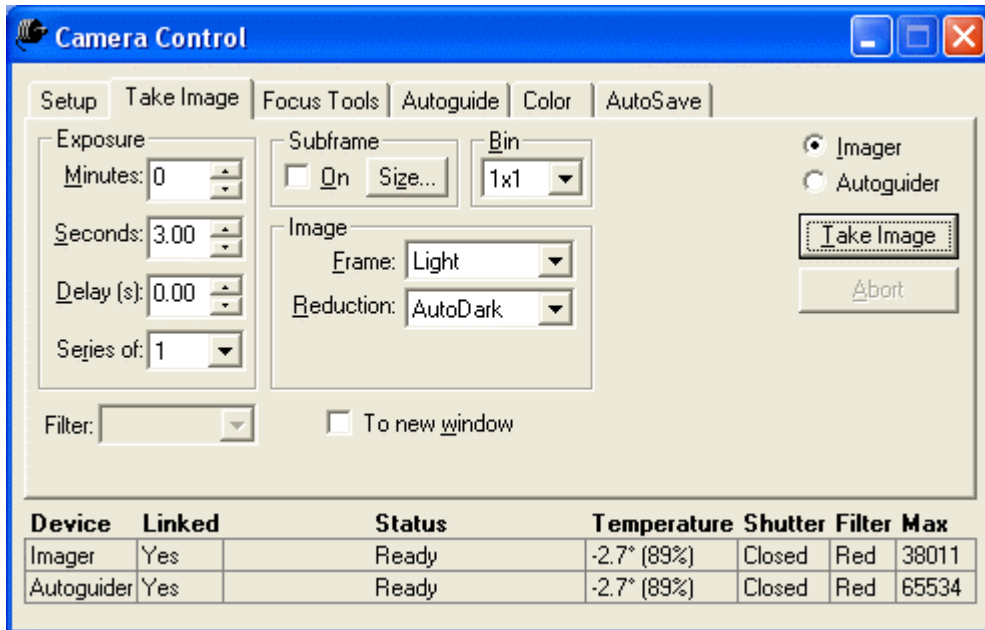 Camera Control
Setup Take Image Focus Tools Autoguide Color AutoSave
Exposure
Minutes: 0
Seconds: 3.00
Delay (s): 0.00
Series of: 1
Filter:
Subframe
On Size...
Bin
1x1
Image
Frame: Light
Reduction: AutoDark
To new window
Imager
Autoguider
Take Image
Abort
Device Linked Status Temperature Shutter Filter Max
Imager Yes Ready -2.7° (89%) Closed Red 38011
Autoguider Yes Ready -2.7° (89%) Closed Red 65534